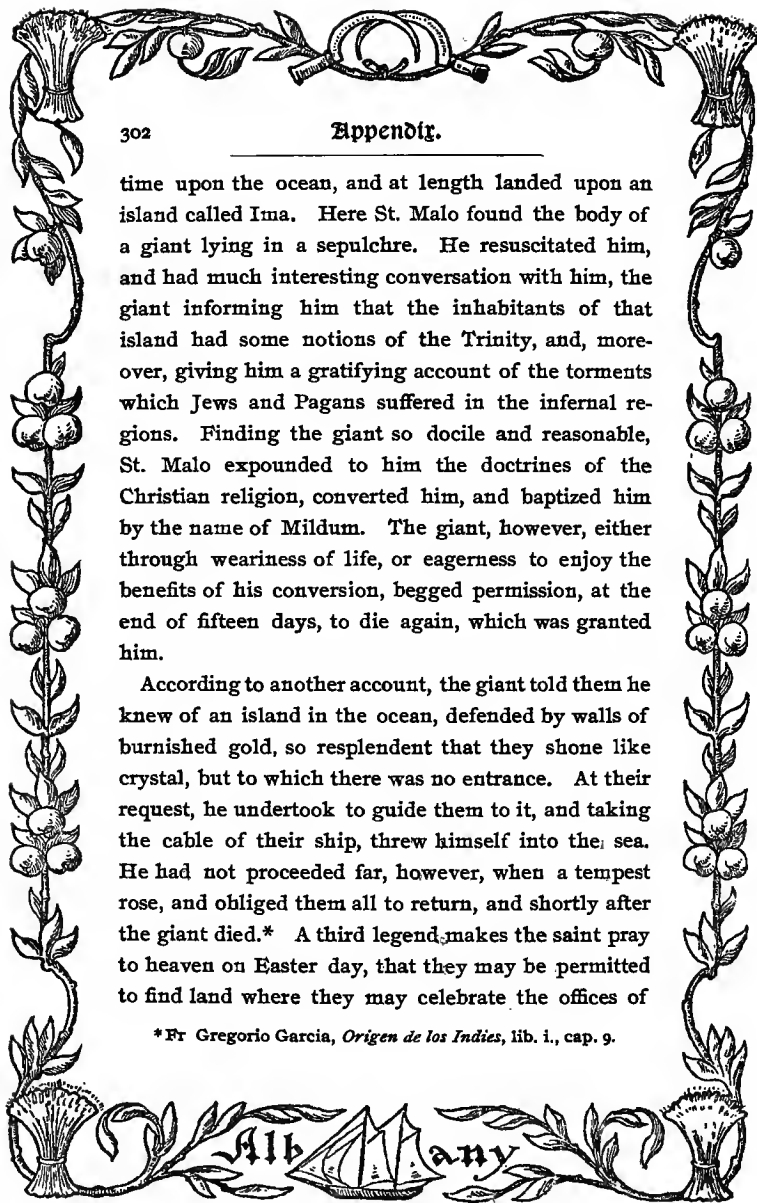 302 Appendix.
time upon the ocean, and at length landed upon an
island called Ima. Here St. Malo found the body of
a giant lying in a sepulchre. He resuscitated him,
and had much interesting conversation with him, the
giant informing him that the inhabitants of that
island had some notions of the Trinity, and, more-
over, giving him a gratifying account of the torments
which Jews and Pagans suffered in the infernal re-
gions. Finding the giant so docile and reasonable,
St. Malo expounded to him the doctrines of the
Christian religion, converted him, and baptized him
by the name of Mildum. The giant, however, either
through weariness of life, or eagerness to enjoy the
benefits of his conversion, begged permission, at the
end of fifteen days, to die again, which was granted
him.
According to another account, the giant told them he
knew of an island in the ocean, defended by walls of
burnished gold, so resplendent that they shone like
crystal, but to which there was no entrance. At their
request, he undertook to guide them to it, and taking
the cable of their ship, threw himself into the sea.
He had not proceeded far, however, when a tempest
rose, and obliged them all to return, and shortly after
the giant died.* A third legend makes the saint pray
to heaven on Easter day, that they may be permitted
to find land where they may celebrate the offices of
* Fr Gregorio Garcia, Origen de los Indies, lib. i., cap. 9.
Albany